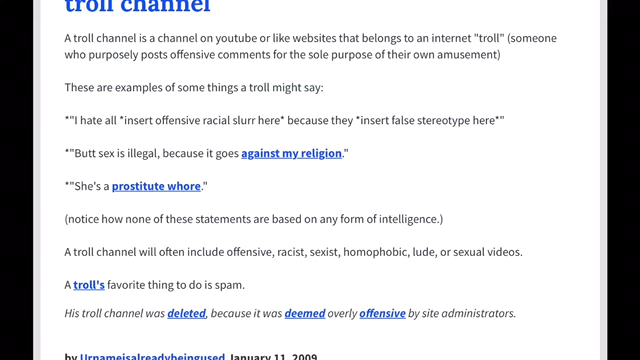 troll channel
A troll channel is a channel on youtube or like websites that belongs to an internet "troll" (someone
who purposely posts offensive comments for the sole purpose of their own amusement)
These are examples of some things a troll might say:
*"I hate all *insert offensive racial slurr here* because they *insert false stereotype here*"
*"Butt sex is illegal, because it goes against my religion."
*"She's a prostitute whore."
(notice how none of these statements are based on any form of intelligence.)
A troll channel will often include offensive, racist, sexist, homophobic, lude, or sexual videos.
A troll's favorite thing to do is spam.
His troll channel was deleted, because it was deemed overly offensive by site administrators.
by Urnameisalreadybeingused January 11, 2009